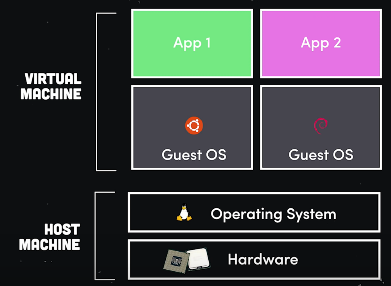 App 1
App 2
VIRTUAL
MACHINE
Guest OS
Guest OS
HOST
MACHINE
Operating System
Hardware